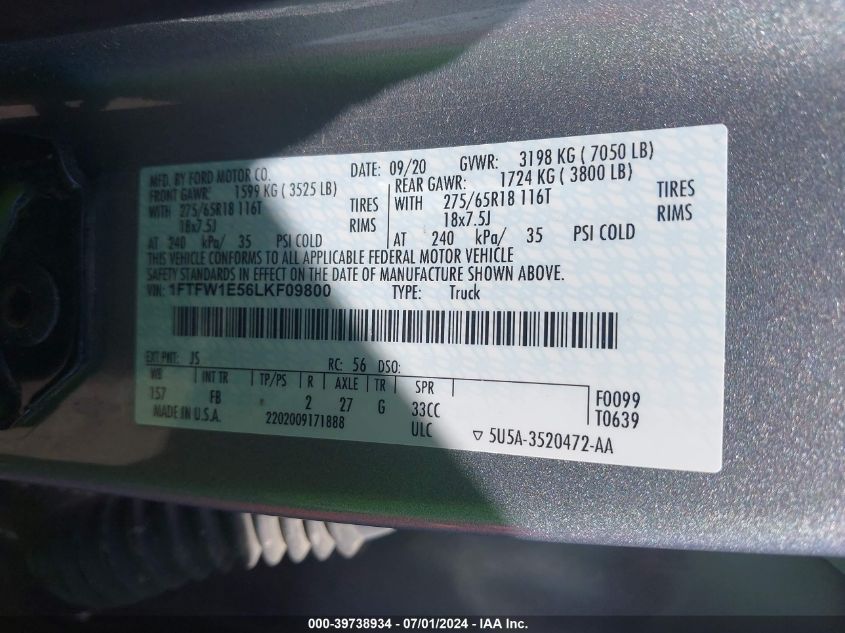 MFD. BY FORD MOTOR CO. DATE: 09/20 GVWR: 3198 KG ( 7050 LB)
FRONT GAWR: 1599 KG ( 3525 LB) REAR GAWR: 1724 KG ( 3800 LB)
WITH 275/65R18 116T TIRES WITH 275/65R18 116T TIRES
18x7.5J RIMS 18x7.5J RIMS
AT 240 kPa/ 35 PSI COLD AT 240 kPa/ 35 PSI COLD
THIS VEHICLE CONFORMS TO ALL APPLICABLE FEDERAL MOTOR VEHICLE
SAFETY STANDARDS IN EFFECT ON THE DATE OF MANUFACTURE SHOWN ABOVE.
VIN: 1FTFW1E56LKF09800 TYPE: Truck
EXT PNT: JS RC: 56 DSO:
WB INT TR TP/PS R AXLE TR SPR
157 FB 2 27 G 33CC F0099
MADE IN U.S.A. 2202009171888 ULC T0639
▽ 5U5A-3520472-AA
000-39738934 - 07/01/2024 - IAA Inc.